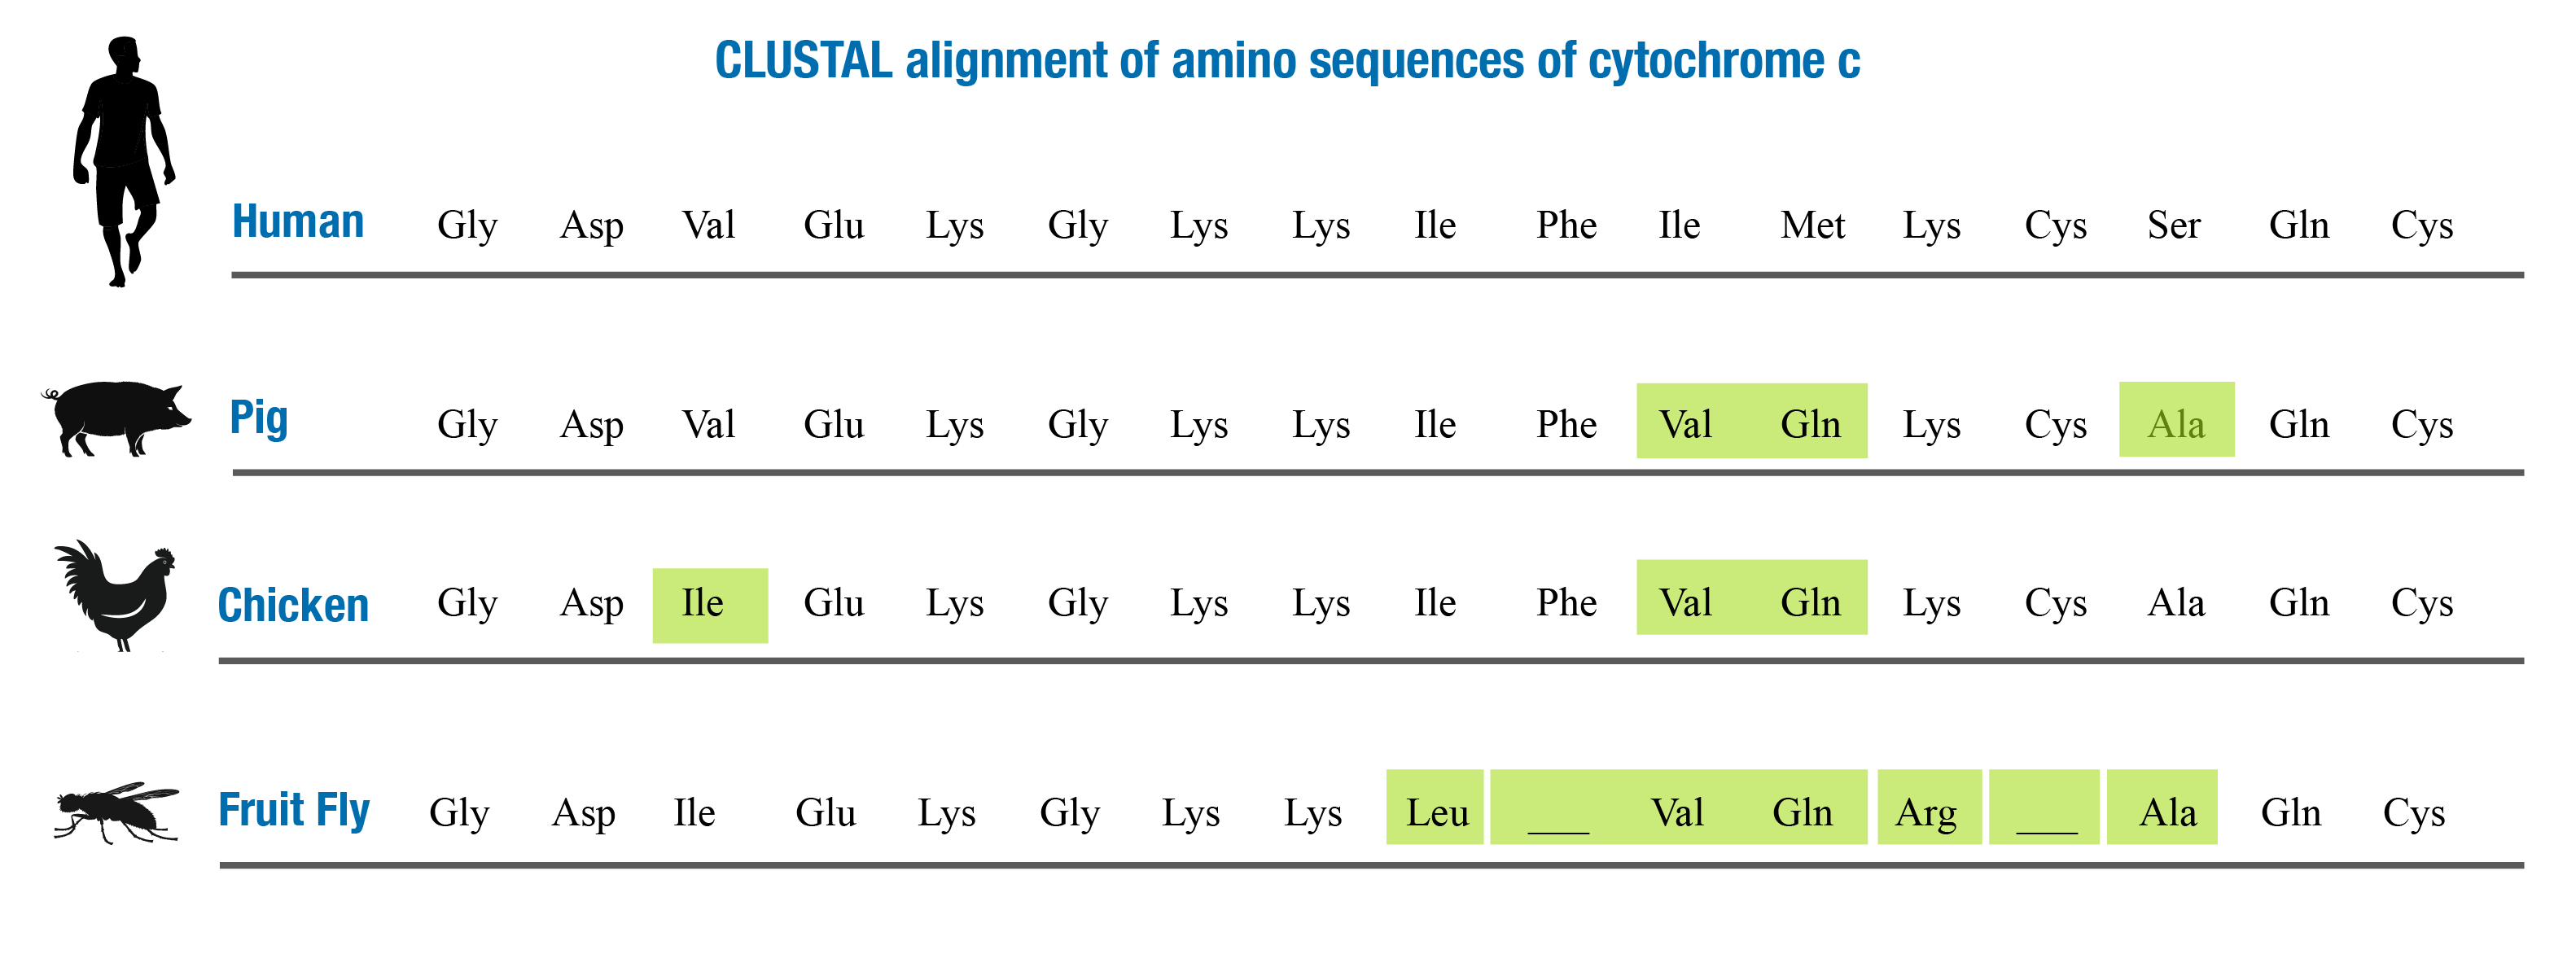 CLUSTAL alignment of amino sequences of cytochrome c
Human Gly Asp Val Glu Lys Gly Lys Lys Ile Phe Ile Met Lys Cys Ser Gln Cys
Pig Gly Asp Val Glu Lys Gly Lys Lys Ile Phe Val Gln Lys Cys Ala Gln Cys
Chicken Gly Asp Ile Glu Lys Gly Lys Lys Ile Phe Val Gln Lys Cys Ala Gln Cys
Fruit Fly Gly Asp Ile Glu Lys Gly Lys Lys Leu ___ Val Gln Arg ___ Ala Gln Cys